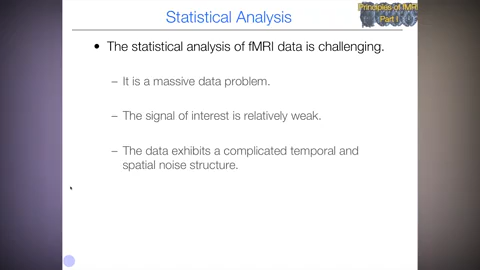 Statistical Analysis
Principles of fMRI
Part I
• The statistical analysis of fMRI data is challenging.
– It is a massive data problem.
– The signal of interest is relatively weak.
– The data exhibits a complicated temporal and
spatial noise structure.